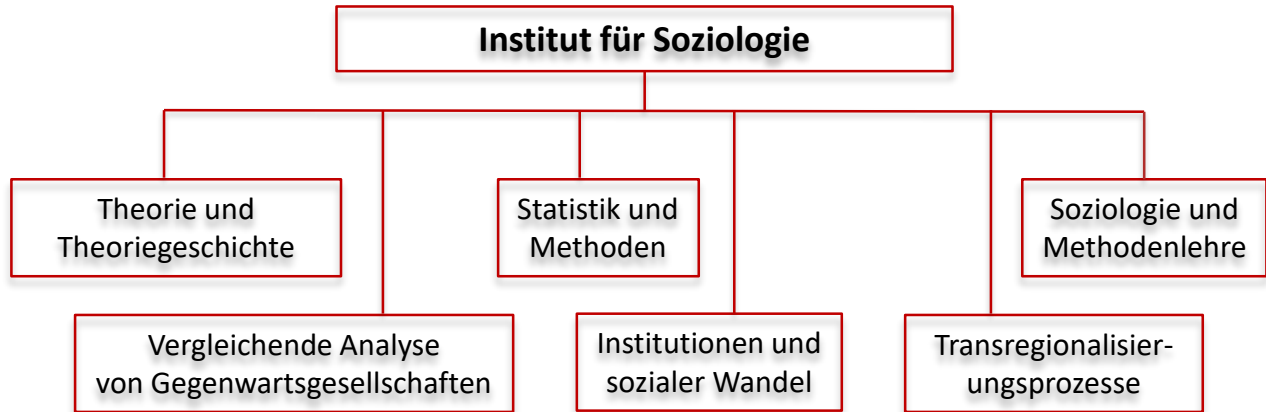 Institut für Soziologie
Theorie und
Theoriegeschichte
Statistik und
Methoden
Soziologie und
Methodenlehre
Vergleichende Analyse
von Gegenwartsgesellschaften
Institutionen und
sozialer Wandel
Transregionalisier-
ungsprozesse